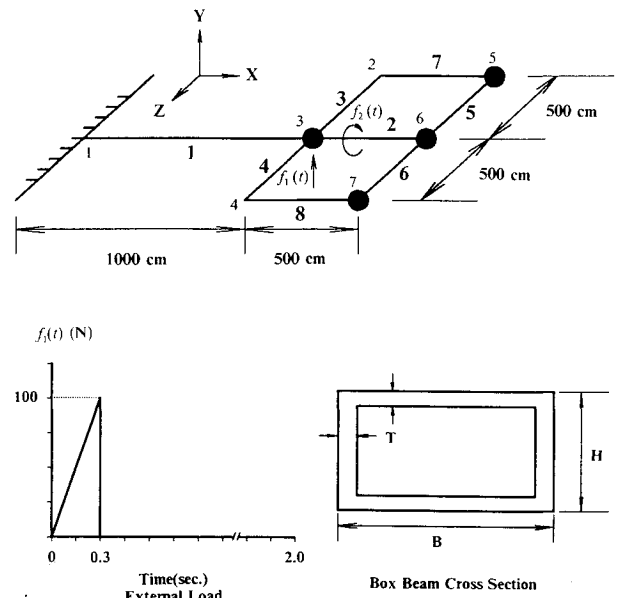 Y
X
Z
2
7
5
3
f₂(t)
5
500 cm
3
6
2
1
1
4
f₁(t)
6
500 cm
7
4
8
1000 cm
500 cm
f₁(t) (N)
100
0
0.3
2.0
Time(sec.)
External Load
T
H
B
Box Beam Cross Section